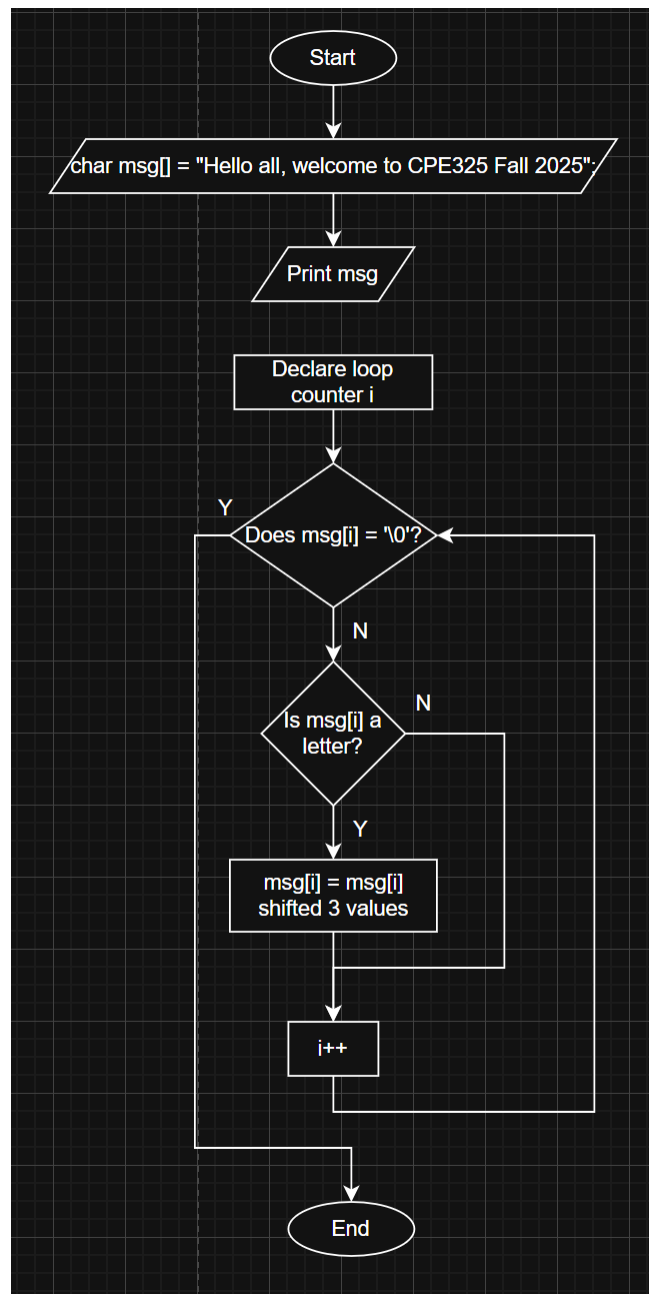 Start
char msg[] = "Hello all, welcome to CPE325 Fall 2025";
Print msg
Declare loop
counter i
Y
Does msg[i] = '\0'?
N
Is msg[i] a
letter?
N
Y
msg[i] = msg[i]
shifted 3 values
i++
End